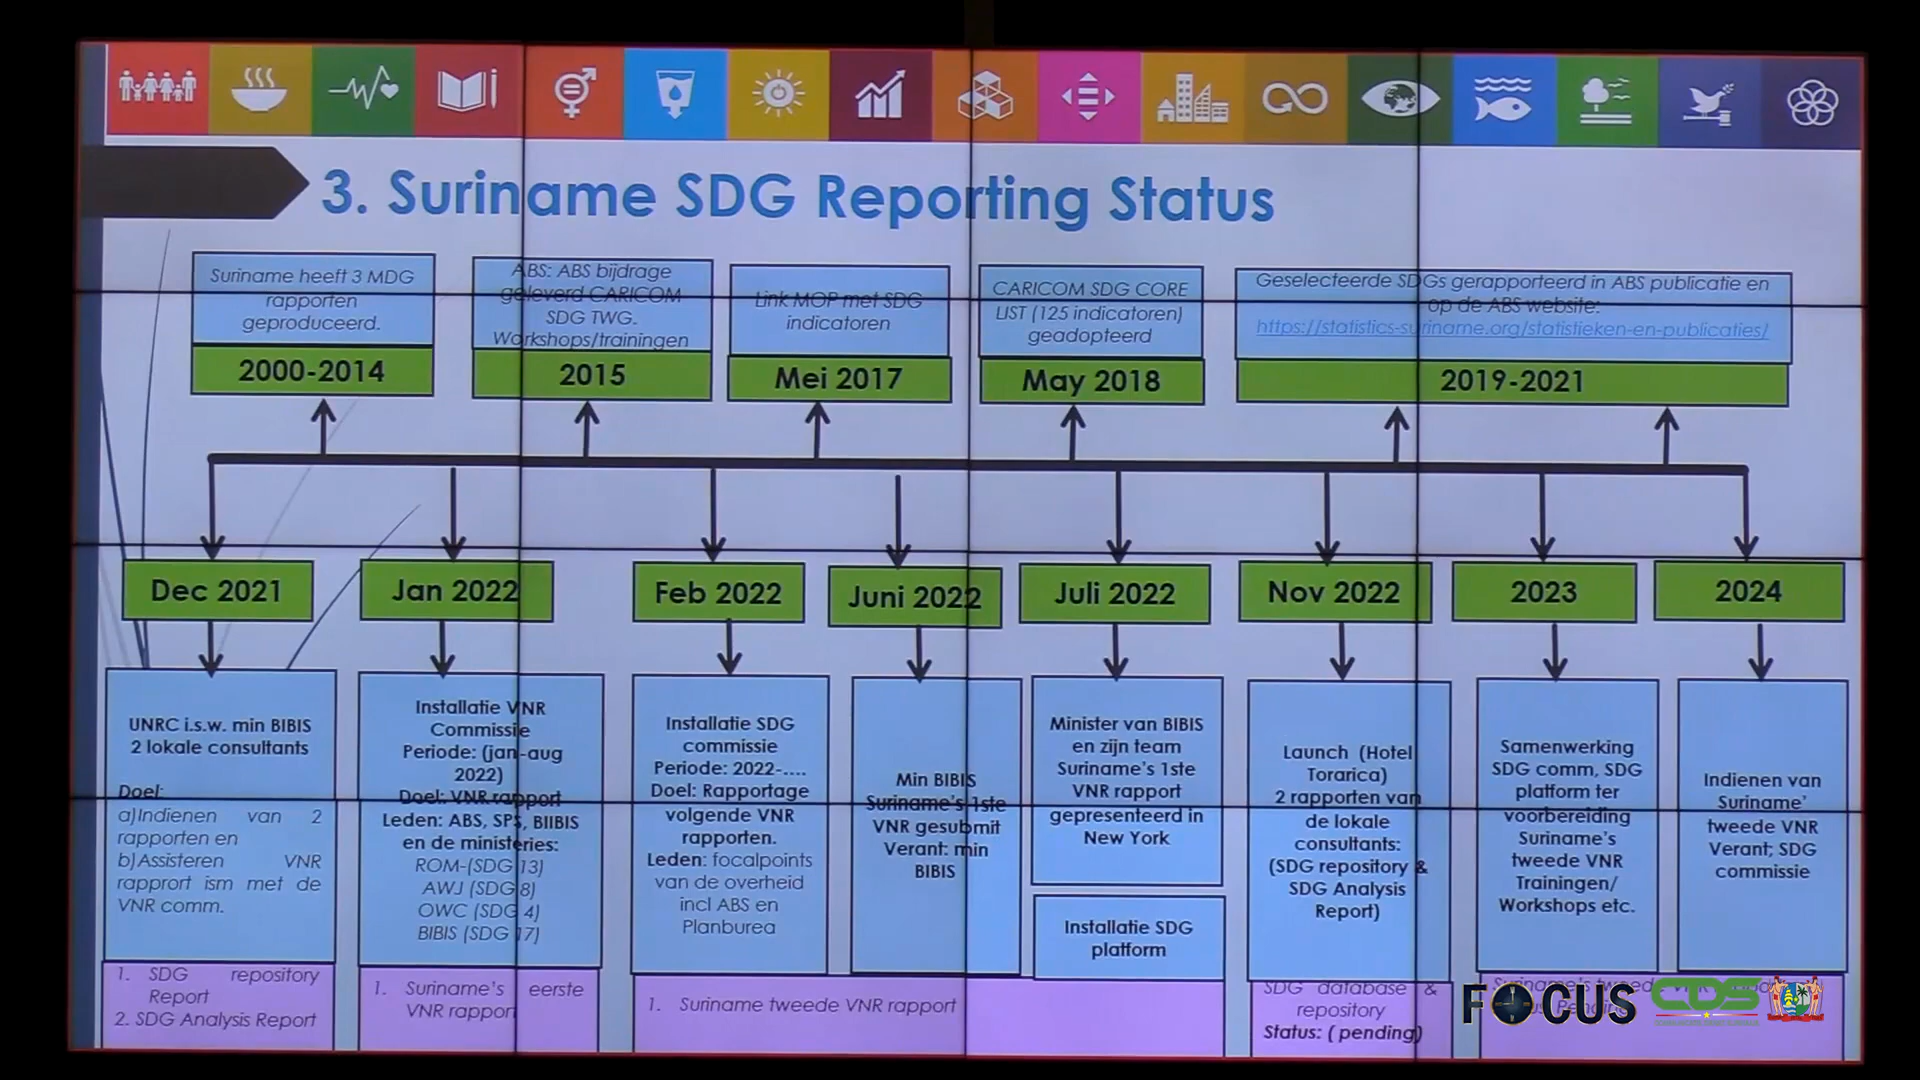 3. Suriname SDG Reporting Status
Suriname heeft 3 MDG
rapporten
geproduceerd.
2000-2014
ABS: ABS bijdrage
geleverd CARICOM
SDG TWG.
Workshops/trainingen
2015
Link MOP met SDG
indicatoren
Mei 2017
CARICOM SDG CORE
LIST (125 indicatoren)
geadopteerd
May 2018
Geselecteerde SDGs gerapporteerd in ABS publicatie en
op de ABS website:
https://statistics-suriname.org/statistieken-en-publicaties/
2019-2021
Dec 2021
UNRC i.s.w. min BIBIS
2 lokale consultants
Doel:
a)Indienen van 2
rapporten en
b)Assisteren VNR
rapprort ism met de
VNR comm.
1. SDG repository
Report
2. SDG Analysis Report
Jan 2022
Installatie VNR
Commissie
Periode: (jan-aug
2022)
Doel: VNR rapport
Leden: ABS, SPS, BIIBIS
en de ministeries:
ROM-(SDG 13)
AWJ (SDG 8)
OWC (SDG 4)
BIBIS (SDG 17)
1. Suriname's eerste
VNR rapport
Feb 2022
Installatie SDG
commissie
Periode: 2022-....
Doel: Rapportage
volgende VNR
rapporten.
Leden: focalpoints
van de overheid
incl ABS en
Planburea
1. Suriname tweede VNR rapport
Juni 2022
Min BIBIS
Suriname's 1ste
VNR gesubmit
Verant: min
BIBIS
Juli 2022
Minister van BIBIS
en zijn team
Suriname's 1ste
VNR rapport
gepresenteerd in
New York
Installatie SDG
platform
Nov 2022
Launch (Hotel
Torarica)
2 rapporten van
de lokale
consultants:
(SDG repository &
SDG Analysis
Report)
SDG database &
repository
Status: ( pending)
2023
Samenwerking
SDG comm, SDG
platform ter
voorbereiding
Suriname's
tweede VNR
Trainingen/
Workshops etc.
Suriname's tweede VNR
2024
Indienen van
Suriname'
tweede VNR
Verant; SDG
commissie
FOCUS
CDS